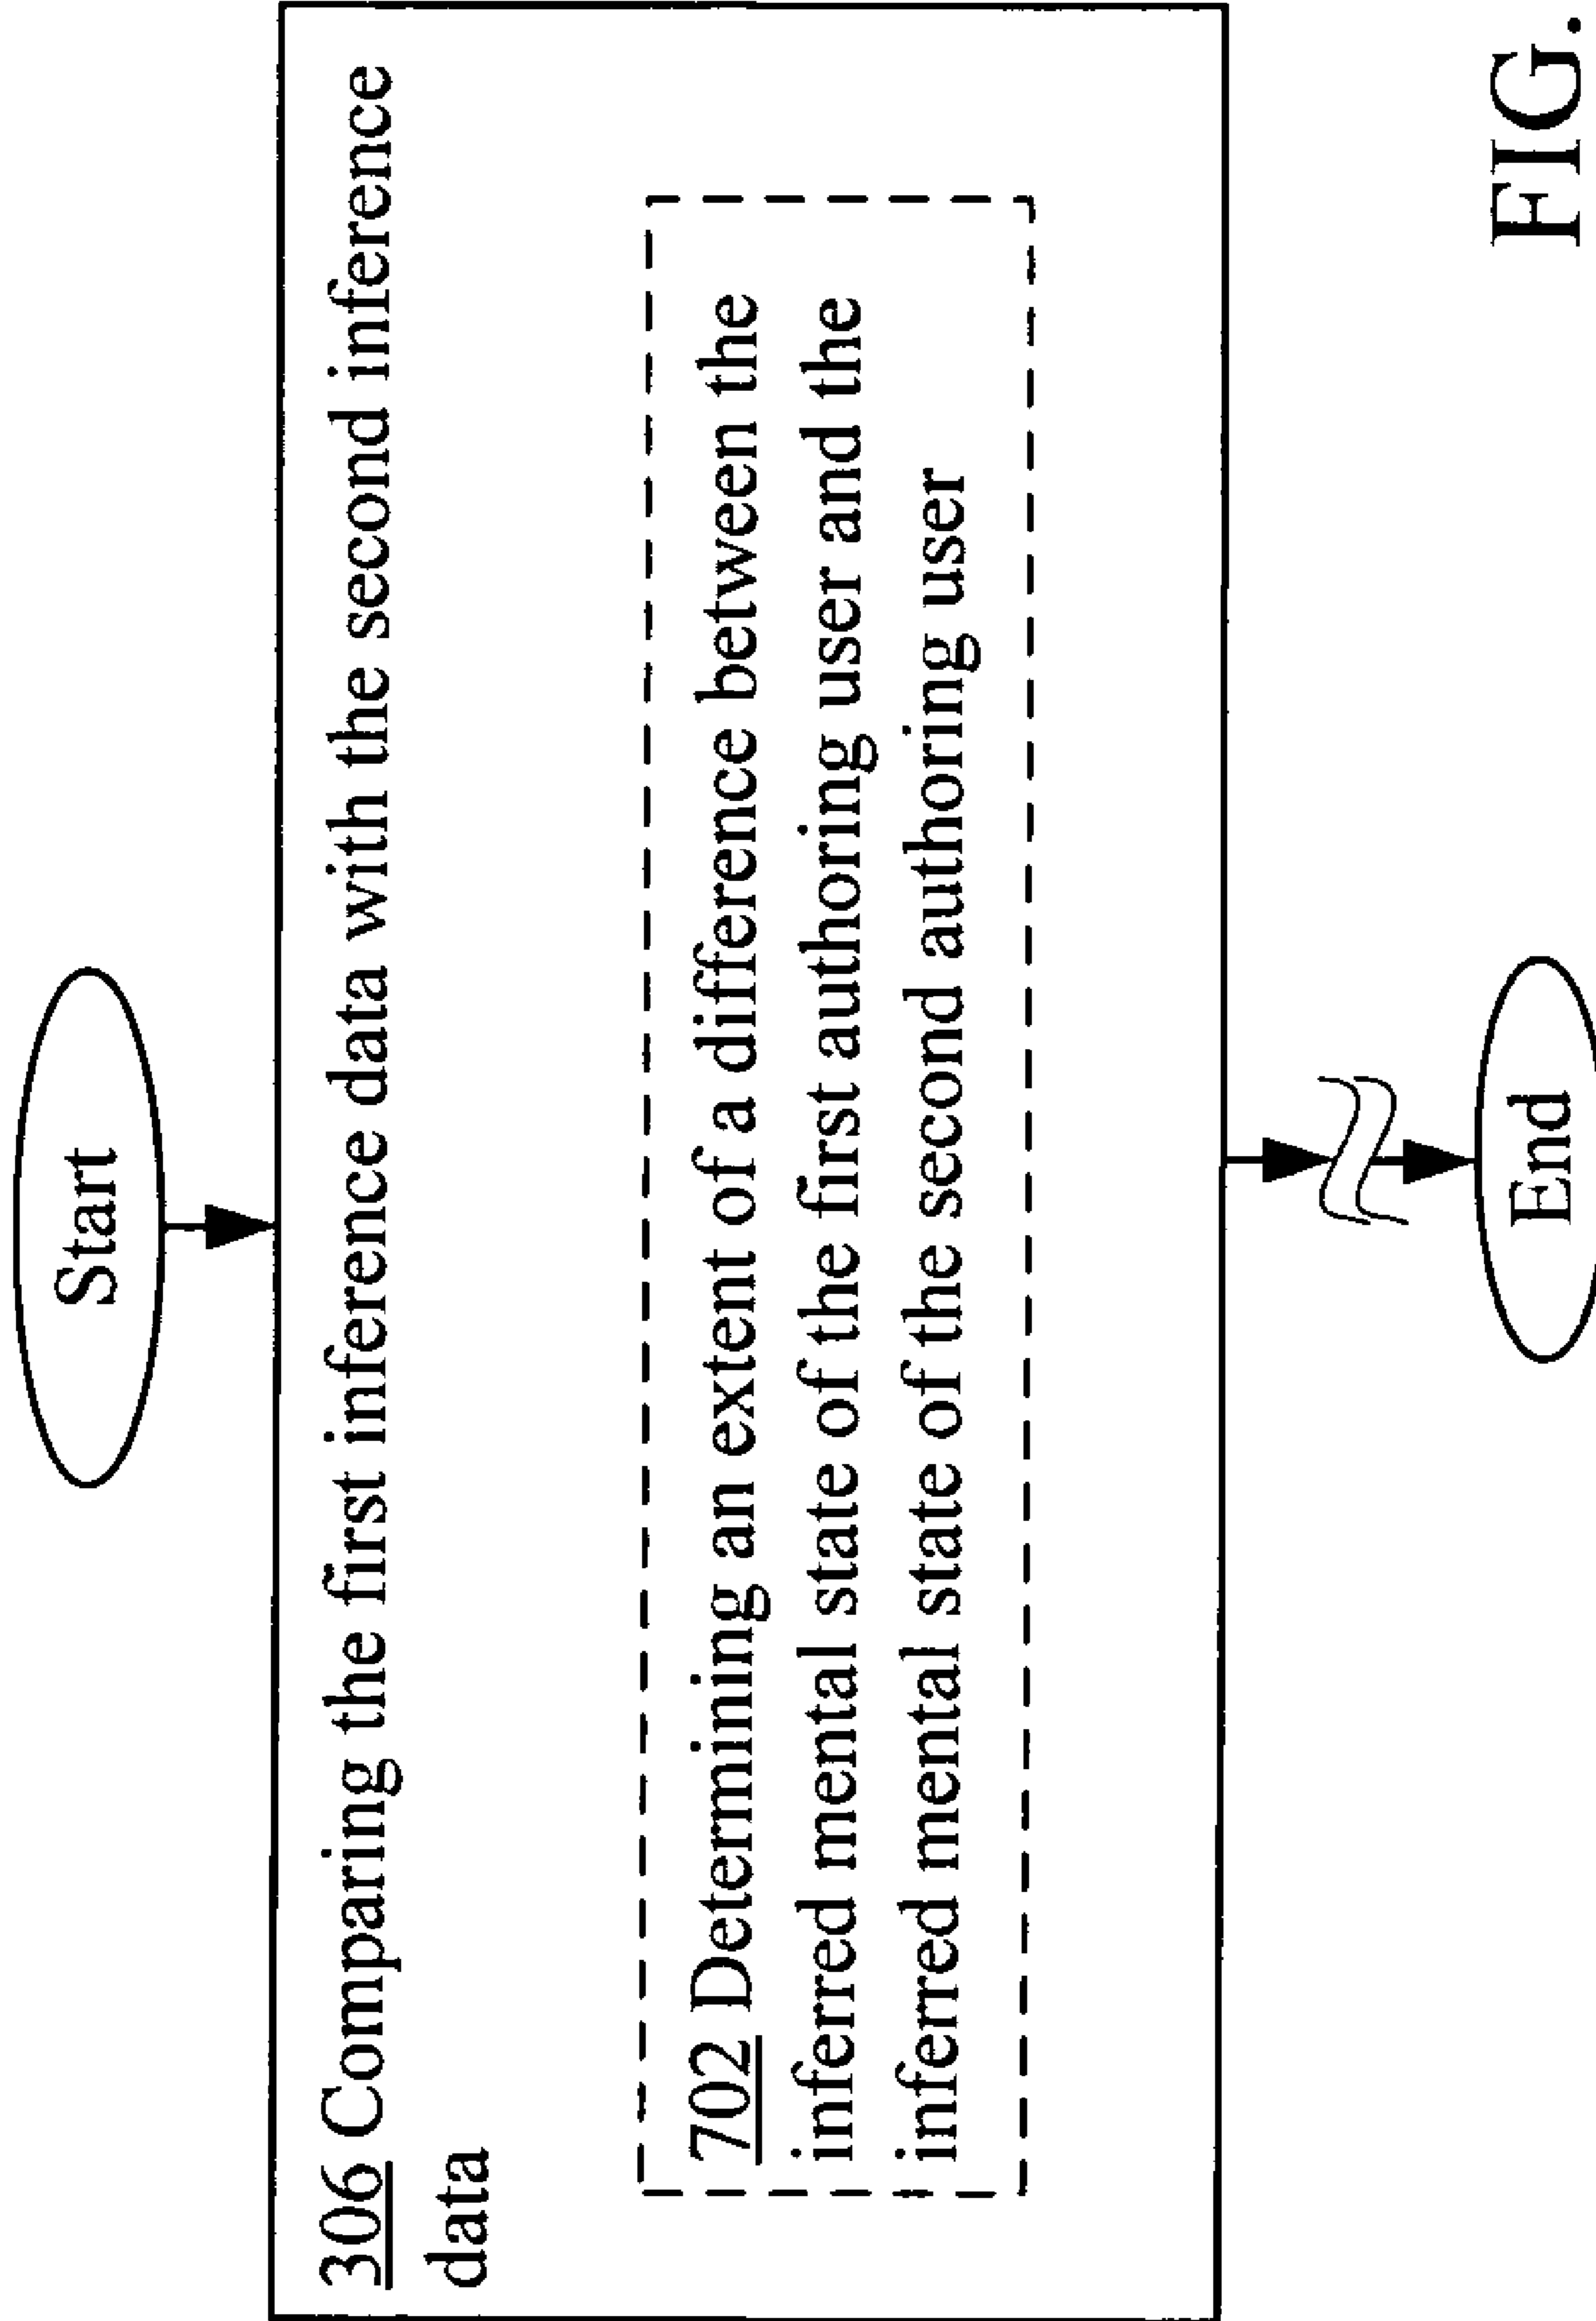 Start
306 Comparing the first inference data with the second inference
data
702 Determining an extent of a difference between the
inferred mental state of the first authoring user and the
inferred mental state of the second authoring user
End
FIG.